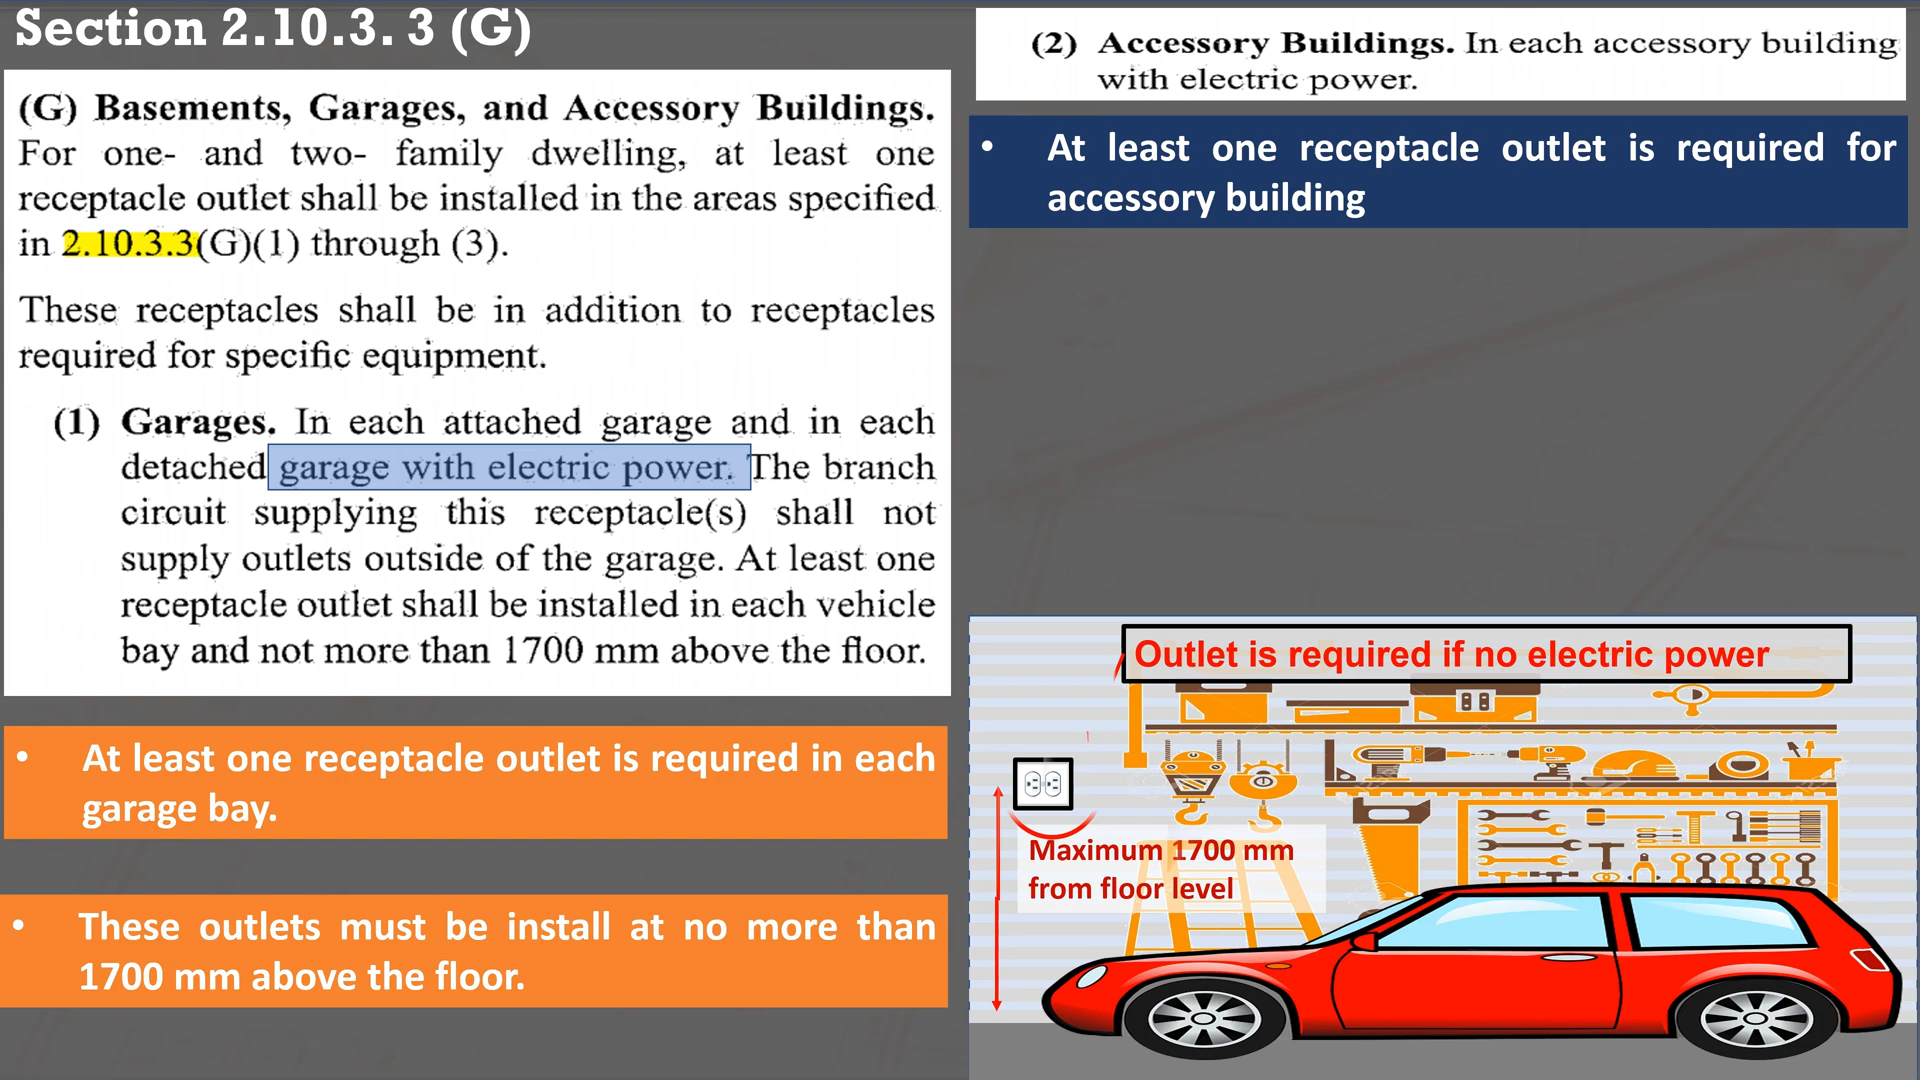 Section 2.10.3. 3 (G)
(G) Basements, Garages, and Accessory Buildings.
For one- and two- family dwelling, at least one
receptacle outlet shall be installed in the areas specified
in 2.10.3.3(G)(1) through (3).
These receptacles shall be in addition to receptacles
required for specific equipment.
(1) Garages. In each attached garage and in each
detached garage with electric power. The branch
circuit supplying this receptacle(s) shall not
supply outlets outside of the garage. At least one
receptacle outlet shall be installed in each vehicle
bay and not more than 1700 mm above the floor.
• At least one receptacle outlet is required in each
garage bay.
• These outlets must be install at no more than
1700 mm above the floor.
(2) Accessory Buildings. In each accessory building
with electric power.
• At least one receptacle outlet is required for
accessory building
Outlet is required if no electric power
Maximum 1700 mm
from floor level